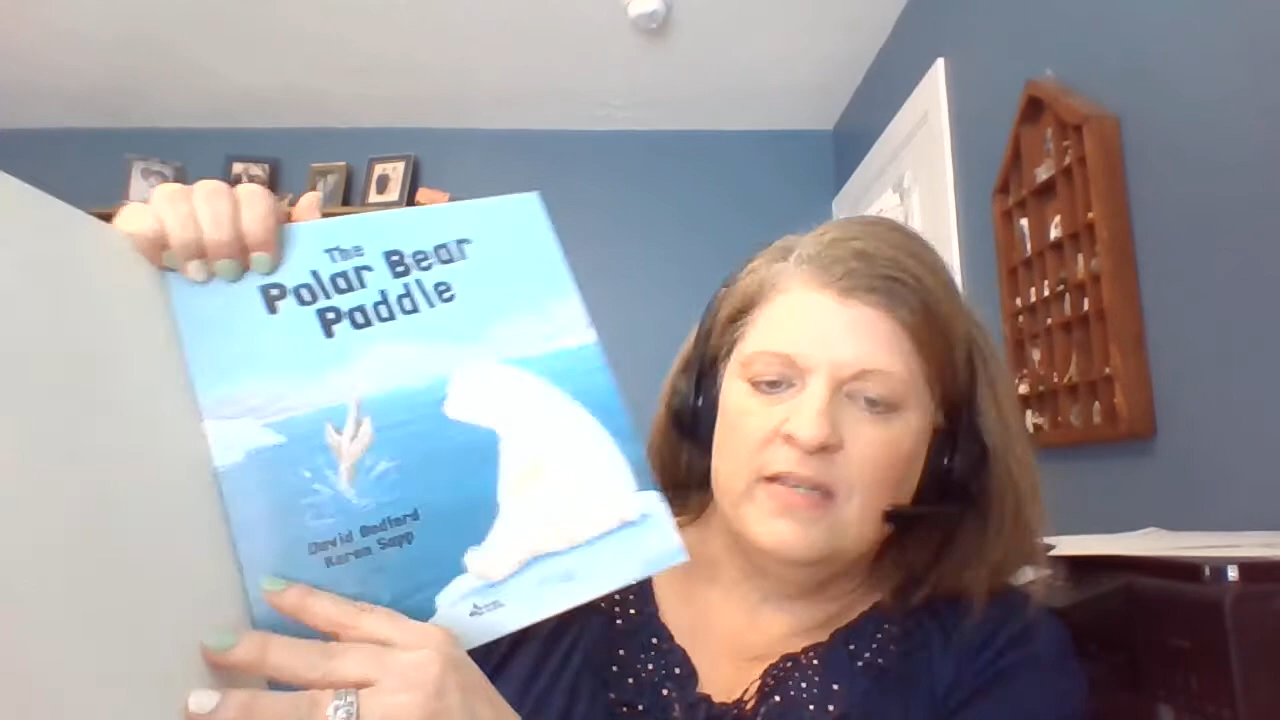 The
Polar Bear
Paddle
David Bedford
Karen Sapp